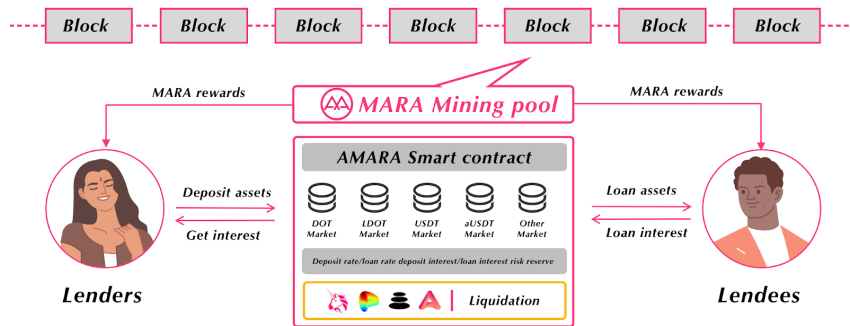 Block Block Block Block Block Block Block
MARA rewards
MARA Mining pool
MARA rewards
AMARA Smart contract
Deposit assets
Get interest
DOT
Market
LDOT
Market
USDT
Market
aUSDT
Market
Other
Market
Loan assets
Loan interest
Deposit rate/loan rate deposit interest/loan interest risk reserve
Lenders
Liquidation
Lendees